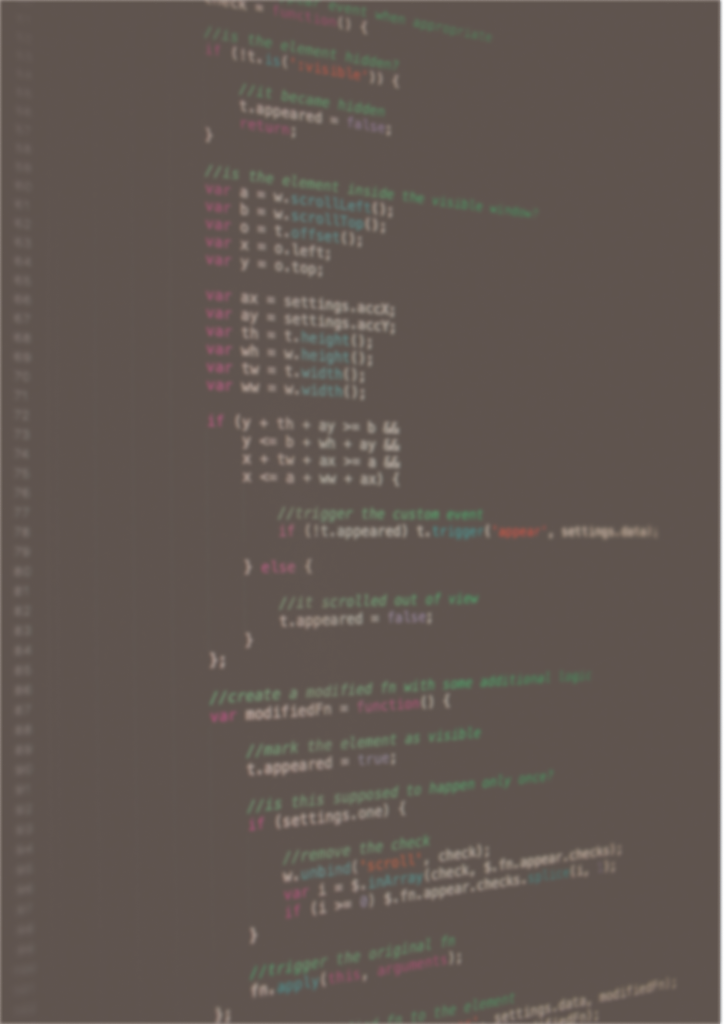 event when appropriate
check = function() {
//is the element hidden?
if (!t.is(':visible')) {
//it became hidden
t.appeared = false;
return;
}
//is the element inside the visible window?
var a = w.scrollLeft();
var b = w.scrollTop();
var o = t.offset();
var x = o.left;
var y = o.top;
var ax = settings.accX;
var ay = settings.accY;
var th = t.height();
var wh = w.height();
var tw = t.width();
var ww = w.width();
if (y + th + ay >= b &&
y <= b + wh + ay &&
x + tw + ax >= a &&
x <= a + ww + ax) {
//trigger the custom event
if (!t.appeared) t.trigger('appear', settings.data);
} else {
//it scrolled out of view
t.appeared = false;
}
};
//create a modified fn with some additional logic
var modifiedFn = function() {
//mark the element as visible
t.appeared = true;
//is this supposed to happen only once?
if (settings.one) {
//remove the check
w.unbind('scroll', check);
var i = $.inArray(check, $.fn.appear.checks);
if (i >= 0) $.fn.appear.checks.splice(i, );
}
//trigger the original fn
fn.apply(this, arguments);
};
fn to the element
settings.data, modifiedFn);